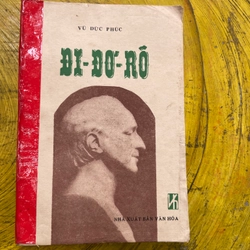 VŨ ĐỨC PHÚC
ĐI-ĐƠ-RÔ
NHÀ XUẤT BẢN VĂN HÓA